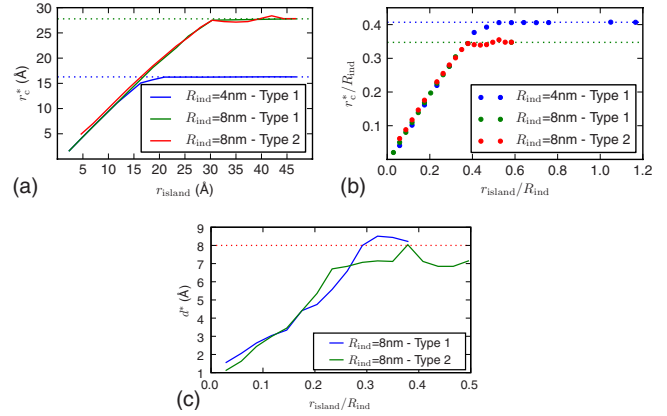 30
25
20
15
10
5
r*c (Å)
5 10 15 20 25 30 35 40 45
r_island (Å)
R_ind=4nm - Type 1
R_ind=8nm - Type 1
R_ind=8nm - Type 2
(a)
0.4
0.3
0.2
0.1
r*c/R_ind
0.0 0.2 0.4 0.6 0.8 1.0 1.2
r_island/R_ind
R_ind=4nm - Type 1
R_ind=8nm - Type 1
R_ind=8nm - Type 2
(b)
9
8
7
6
5
4
3
2
1
d* (Å)
0.0 0.1 0.2 0.3 0.4 0.5
r_island/R_ind
R_ind=8nm - Type 1
R_ind=8nm - Type 2
(c)